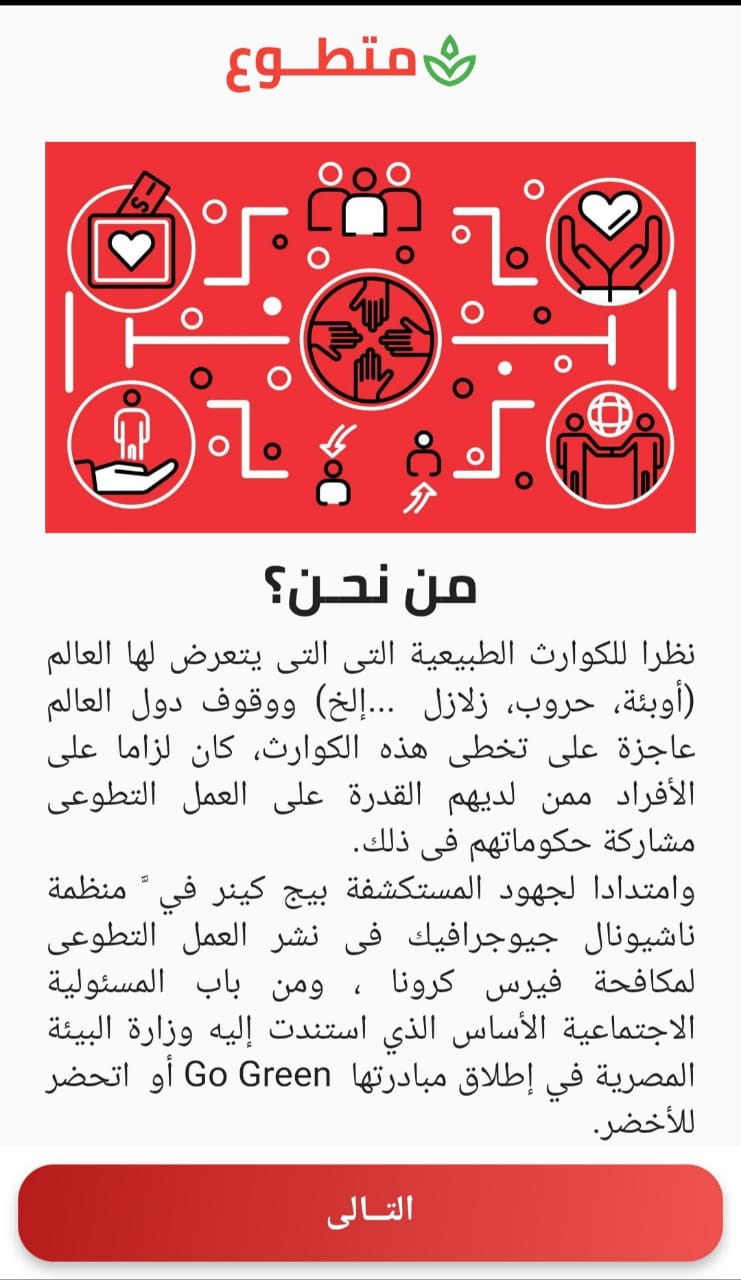 متطــوع
$
من نحـن؟
نظرا للكوارث الطبيعية التى التى يتعرض لها العالم
(أوبئة، حروب، زلازل ...إلخ) ووقوف دول العالم
عاجزة على تخطى هذه الكوارث، كان لزاما على
الأفراد ممن لديهم القدرة على العمل التطوعى
مشاركة حكوماتهم فى ذلك.
وامتدادا لجهود المستكشفة بيج كينر في ًّ منظمة
ناشيونال جيوجرافيك فى نشر العمل التطوعى
لمكافحة فيرس كرونا ، ومن باب المسئولية
الاجتماعية الأساس الذي استندت إليه وزارة البيئة
المصرية في إطلاق مبادرتها Go Green أو اتحضر
للأخضر.
التــالى